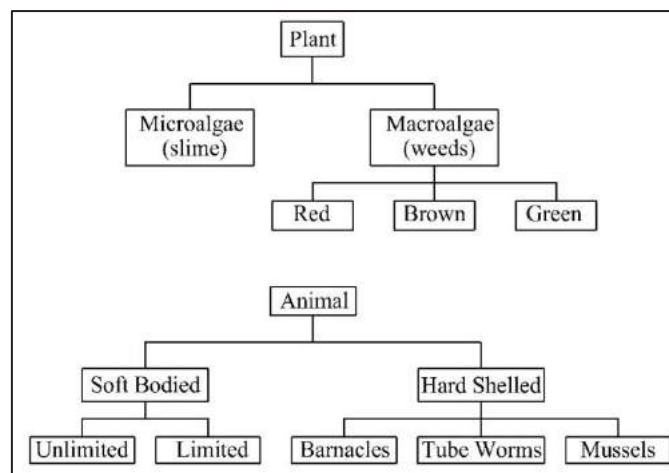 Plant
Microalgae
(slime)
Macroalgae
(weeds)
Red
Brown
Green
Animal
Soft Bodied
Hard Shelled
Unlimited
Limited
Barnacles
Tube Worms
Mussels